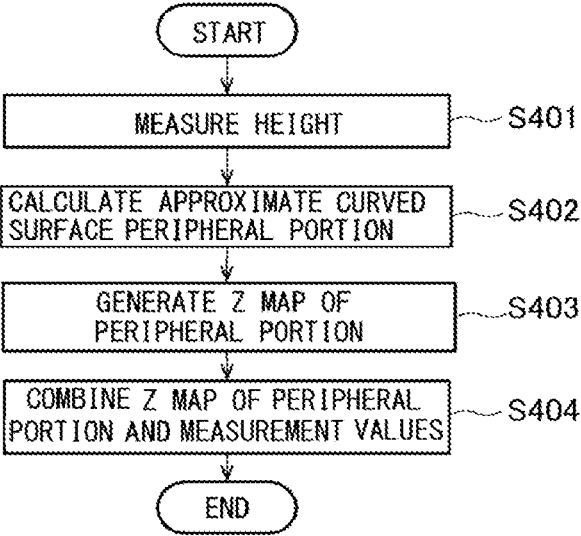 START
MEASURE HEIGHT
S401
CALCULATE APPROXIMATE CURVED
SURFACE PERIPHERAL PORTION
S402
GENERATE Z MAP OF
PERIPHERAL PORTION
S403
COMBINE Z MAP OF PERIPHERAL
PORTION AND MEASUREMENT VALUES
S404
END